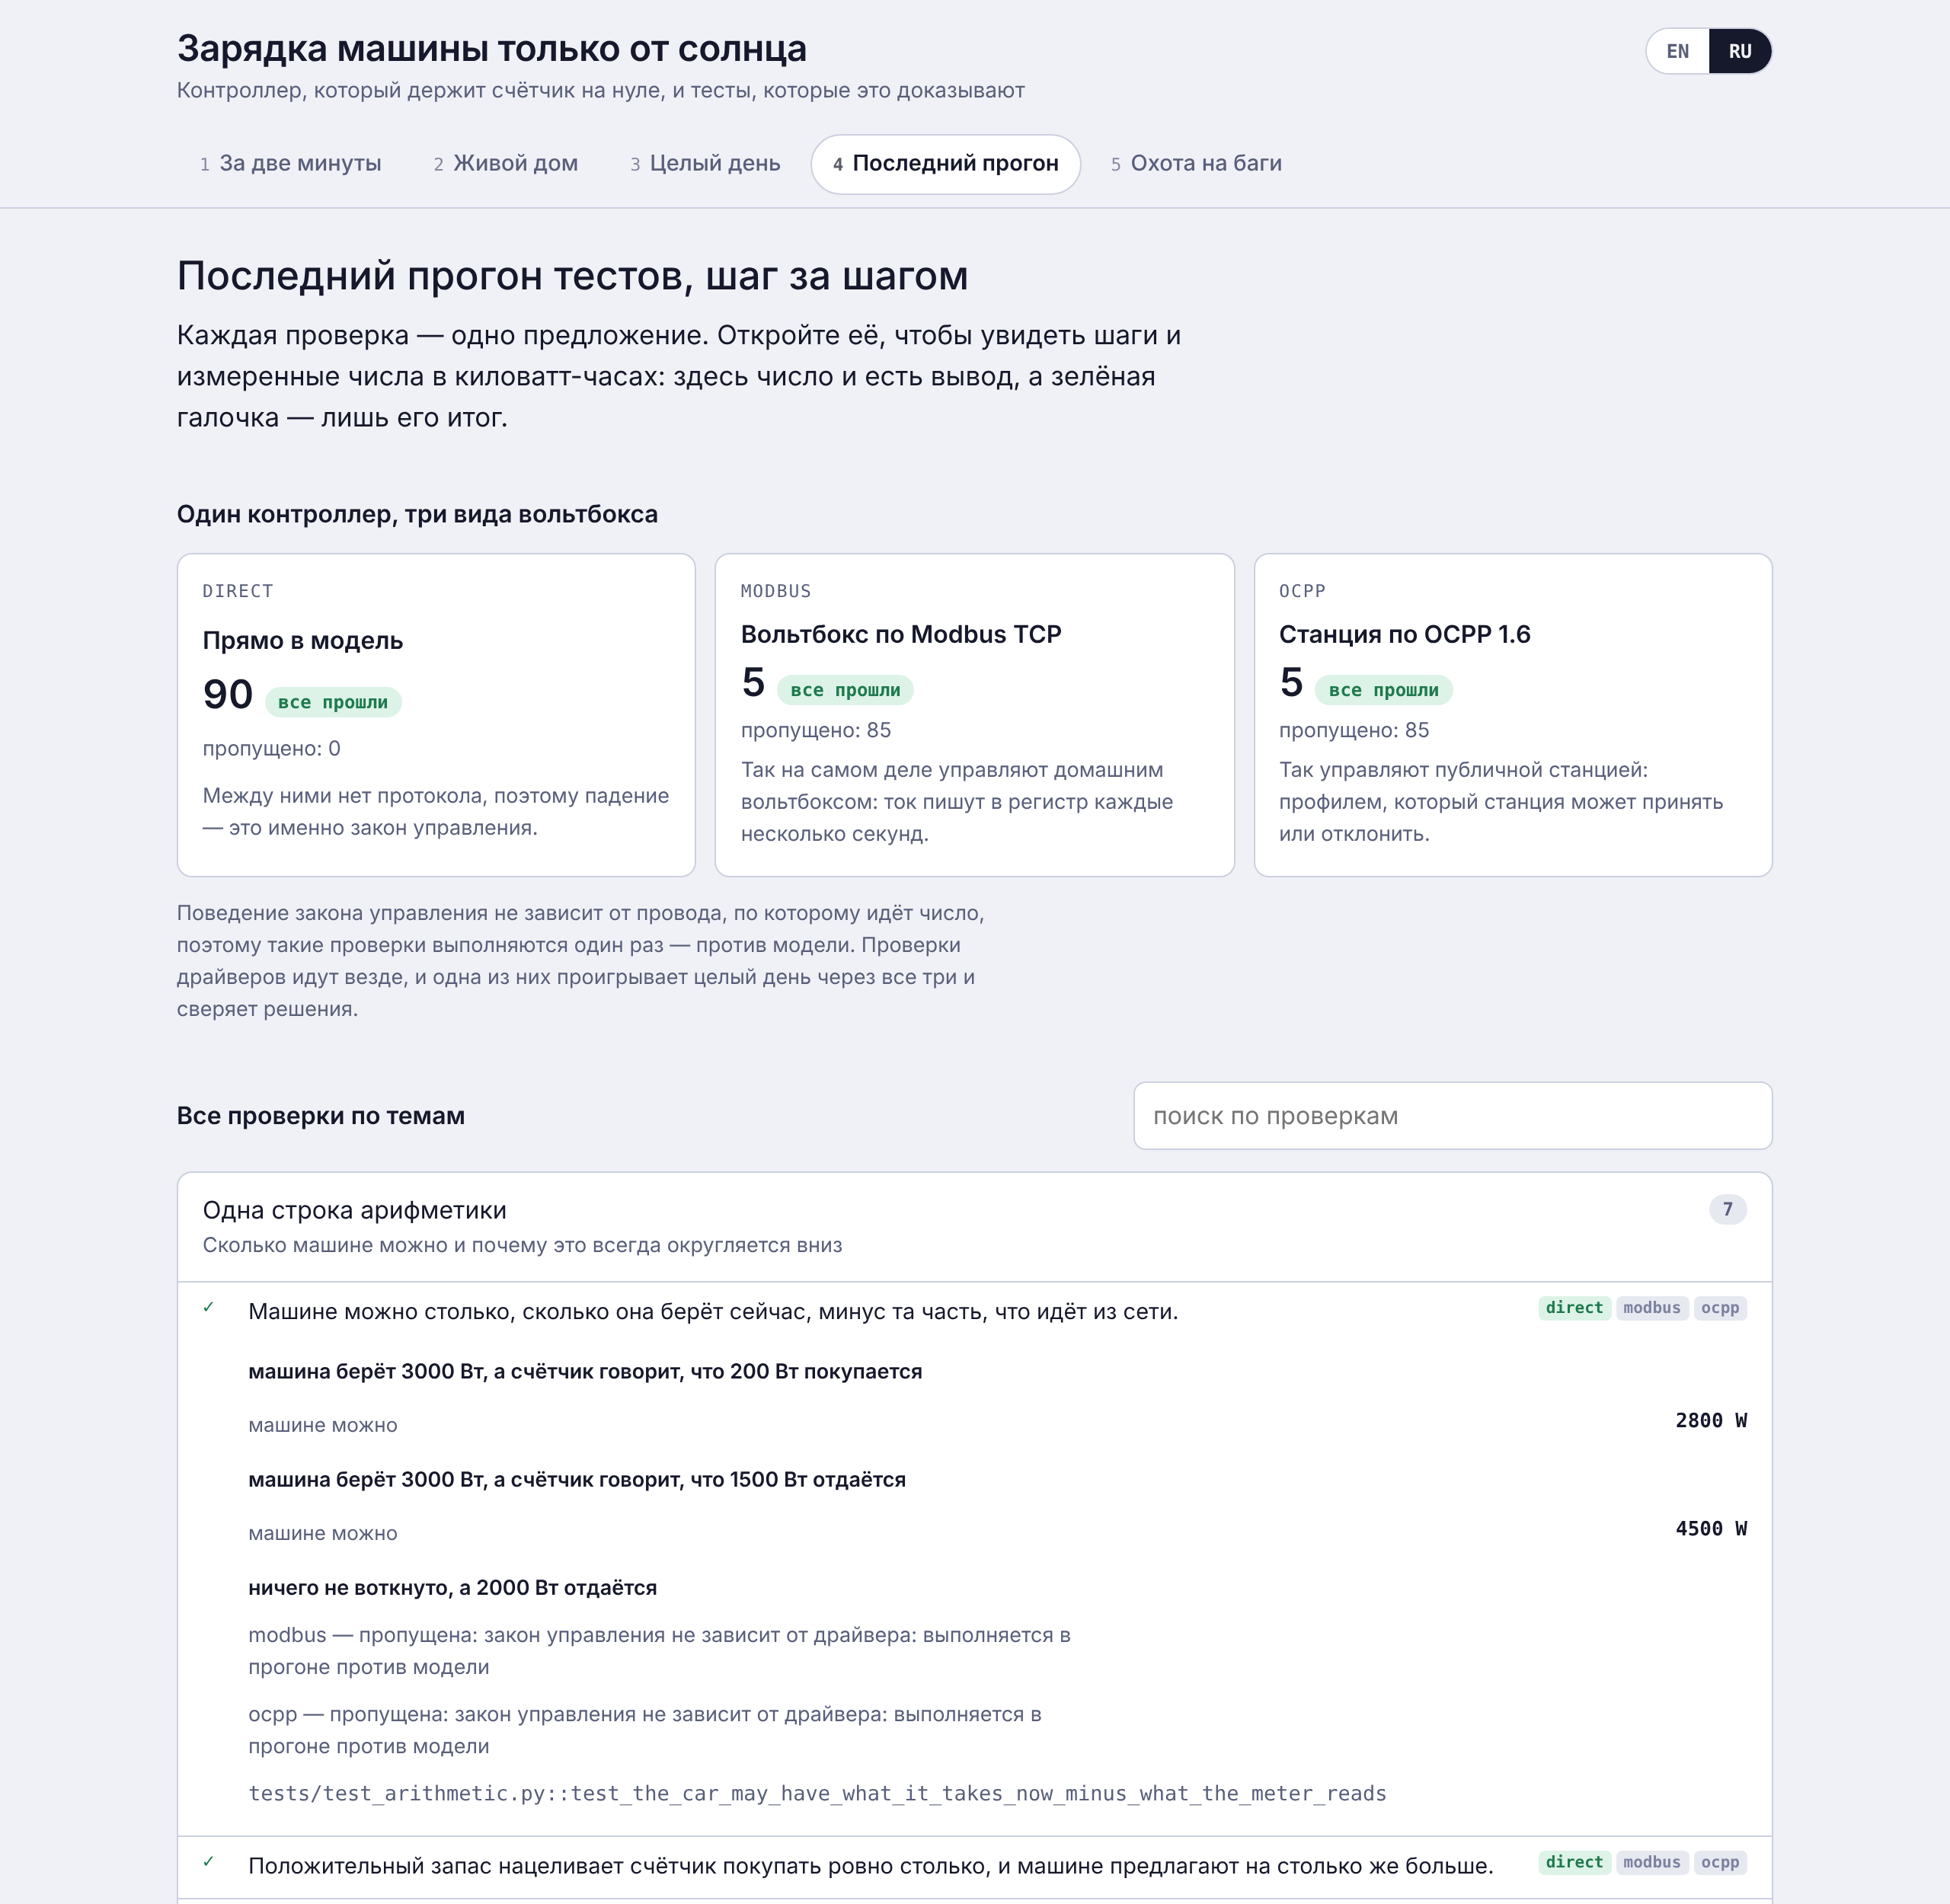 Зарядка машины только от солнца
EN RU
Контроллер, который держит счётчик на нуле, и тесты, которые это доказывают
1 За две минуты
2 Живой дом
3 Целый день
4 Последний прогон
5 Охота на баги
Последний прогон тестов, шаг за шагом
Каждая проверка — одно предложение. Откройте её, чтобы увидеть шаги и
измеренные числа в киловатт-часах: здесь число и есть вывод, а зелёная
галочка — лишь его итог.
Один контроллер, три вида вольтбокса
DIRECT
Прямо в модель
90 все прошли
пропущено: 0
Между ними нет протокола, поэтому падение
— это именно закон управления.
MODBUS
Вольтбокс по Modbus TCP
5 все прошли
пропущено: 85
Так на самом деле управляют домашним
вольтбоксом: ток пишут в регистр каждые
несколько секунд.
OCPP
Станция по OCPP 1.6
5 все прошли
пропущено: 85
Так управляют публичной станцией:
профилем, который станция может принять
или отклонить.
Поведение закона управления не зависит от провода, по которому идёт число,
поэтому такие проверки выполняются один раз — против модели. Проверки
драйверов идут везде, и одна из них проигрывает целый день через все три и
сверяет решения.
Все проверки по темам
поиск по проверкам
Одна строка арифметики
7
Сколько машине можно и почему это всегда округляется вниз
✓ Машине можно столько, сколько она берёт сейчас, минус та часть, что идёт из сети.
direct modbus ocpp
машина берёт 3000 Вт, а счётчик говорит, что 200 Вт покупается
машине можно
2800 W
машина берёт 3000 Вт, а счётчик говорит, что 1500 Вт отдаётся
машине можно
4500 W
ничего не воткнуто, а 2000 Вт отдаётся
modbus — пропущена: закон управления не зависит от драйвера: выполняется в
прогоне против модели
ocpp — пропущена: закон управления не зависит от драйвера: выполняется в
прогоне против модели
tests/test_arithmetic.py::test_the_car_may_have_what_it_takes_now_minus_what_the_meter_reads
✓ Положительный запас нацеливает счётчик покупать ровно столько, и машине предлагают на столько же больше.
direct modbus ocpp